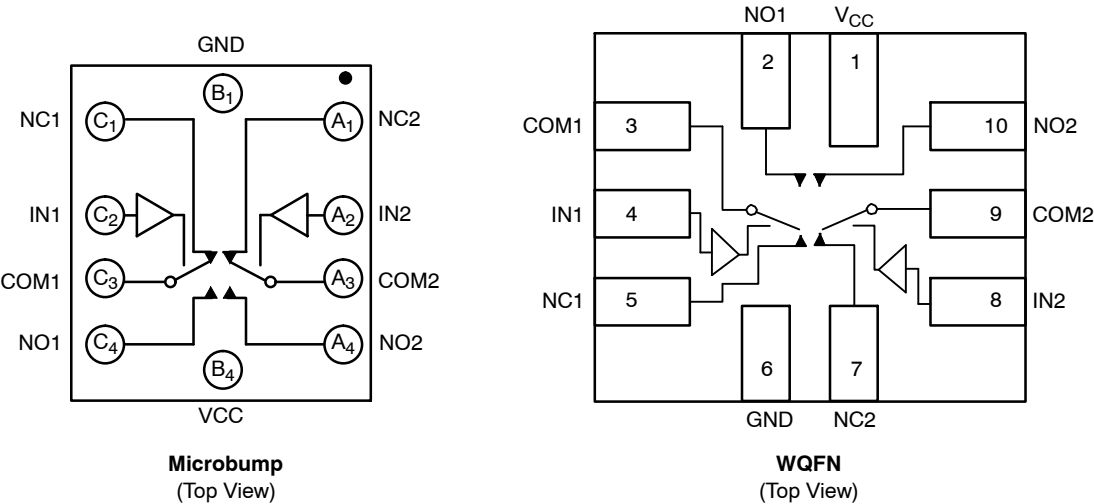 GND
B1
NC1 C1 A1 NC2
IN1 C2 A2 IN2
COM1 C3 A3 COM2
NO1 C4 A4 NO2
B4
VCC
Microbump
(Top View)
NO1 VCC
2 1
COM1 3 10 NO2
IN1 4 9 COM2
NC1 5 8 IN2
6 7
GND NC2
WQFN
(Top View)